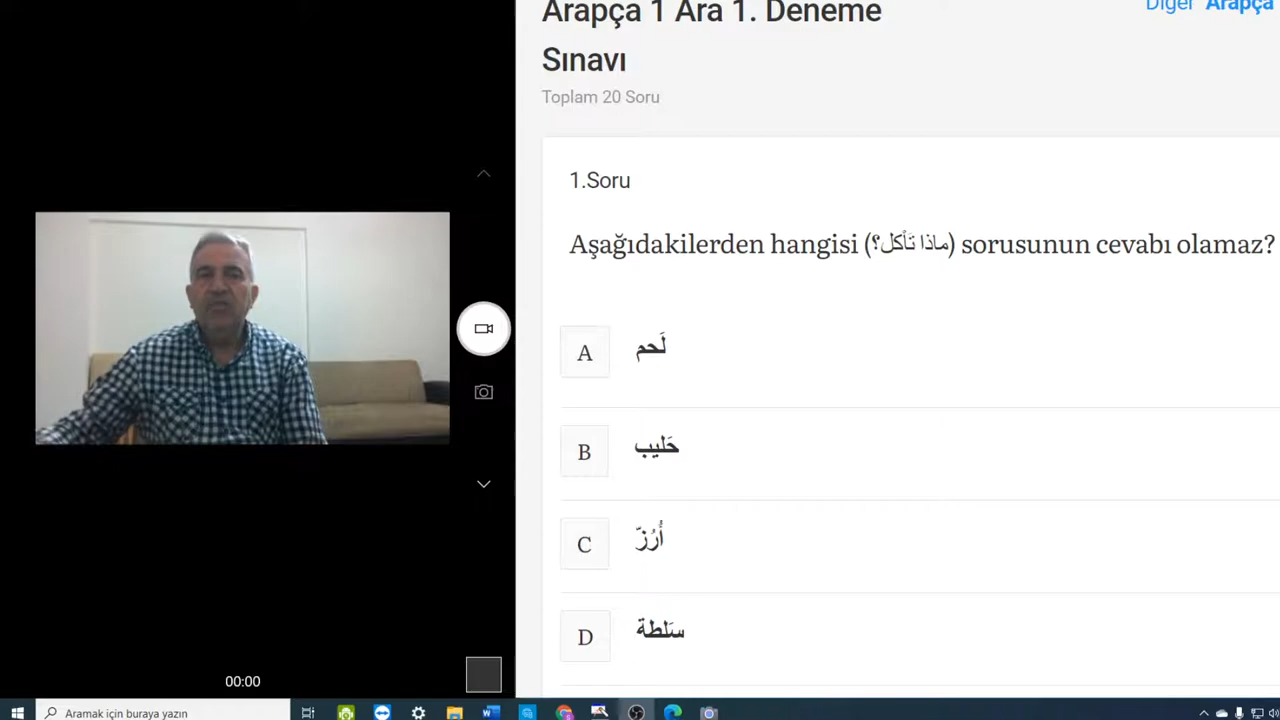 Arapça 1 Ara 1. Deneme
Sınavı
Diğer Arapça
Toplam 20 Soru
1.Soru
Aşağıdakilerden hangisi (ماذا تَأكل؟) sorusunun cevabı olamaz?
A لَحم
B حَليب
C أُرُزّ
D سَلطة
00:00
Aramak için buraya yazın